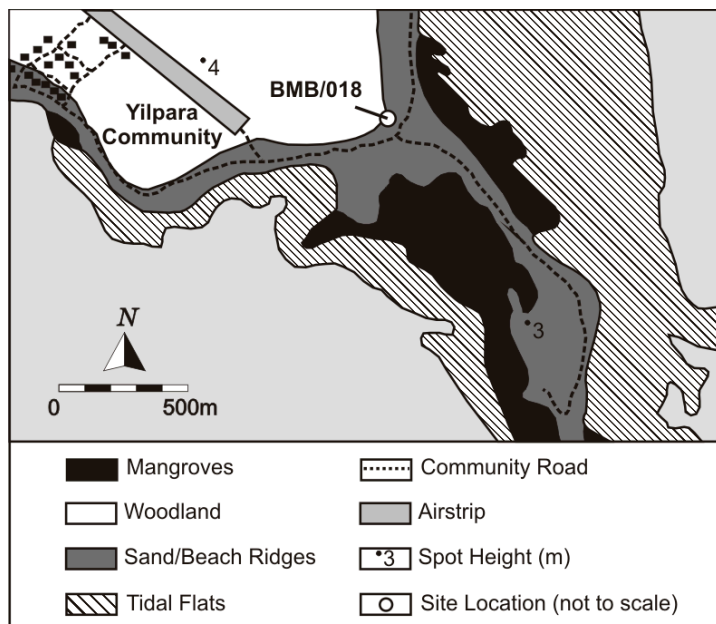 4
BMB/018
Yilpara
Community
3
N
0 500m
Mangroves
Community Road
Woodland
Airstrip
Sand/Beach Ridges
3 Spot Height (m)
Tidal Flats
Site Location (not to scale)